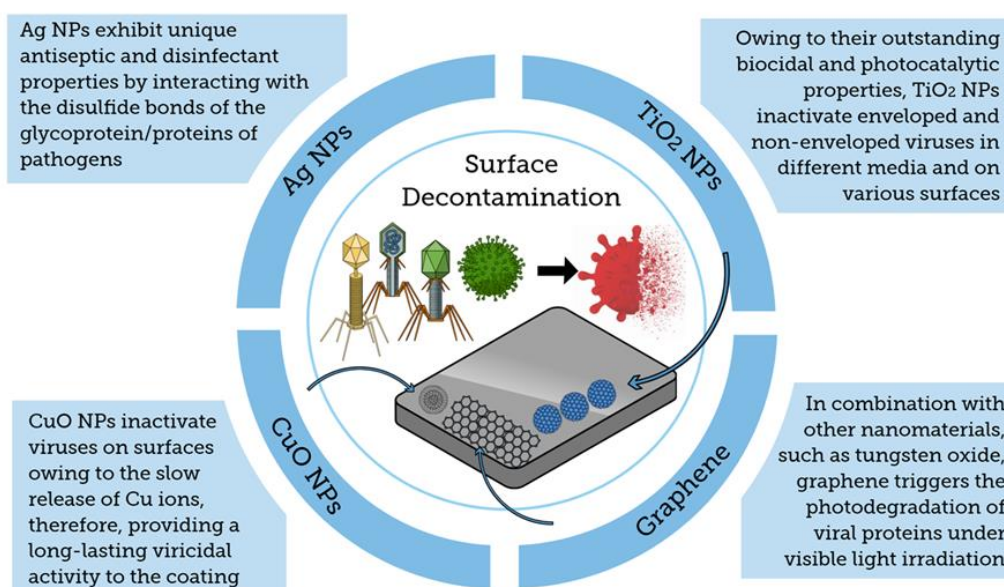 Ag NPs exhibit unique
antiseptic and disinfectant
properties by interacting with
the disulfide bonds of the
glycoprotein/proteins of
pathogens
Owing to their outstanding
biocidal and photocatalytic
properties, TiO2 NPs
inactivate enveloped and
non-enveloped viruses in
different media and on
various surfaces
Ag NPs
TiO2 NPs
Surface
Decontamination
CuO NPs
Graphene
CuO NPs inactivate
viruses on surfaces
owing to the slow
release of Cu ions,
therefore, providing a
long-lasting viricidal
activity to the coating
In combination with
other nanomaterials,
such as tungsten oxide,
graphene triggers the
photodegradation of
viral proteins under
visible light irradiation